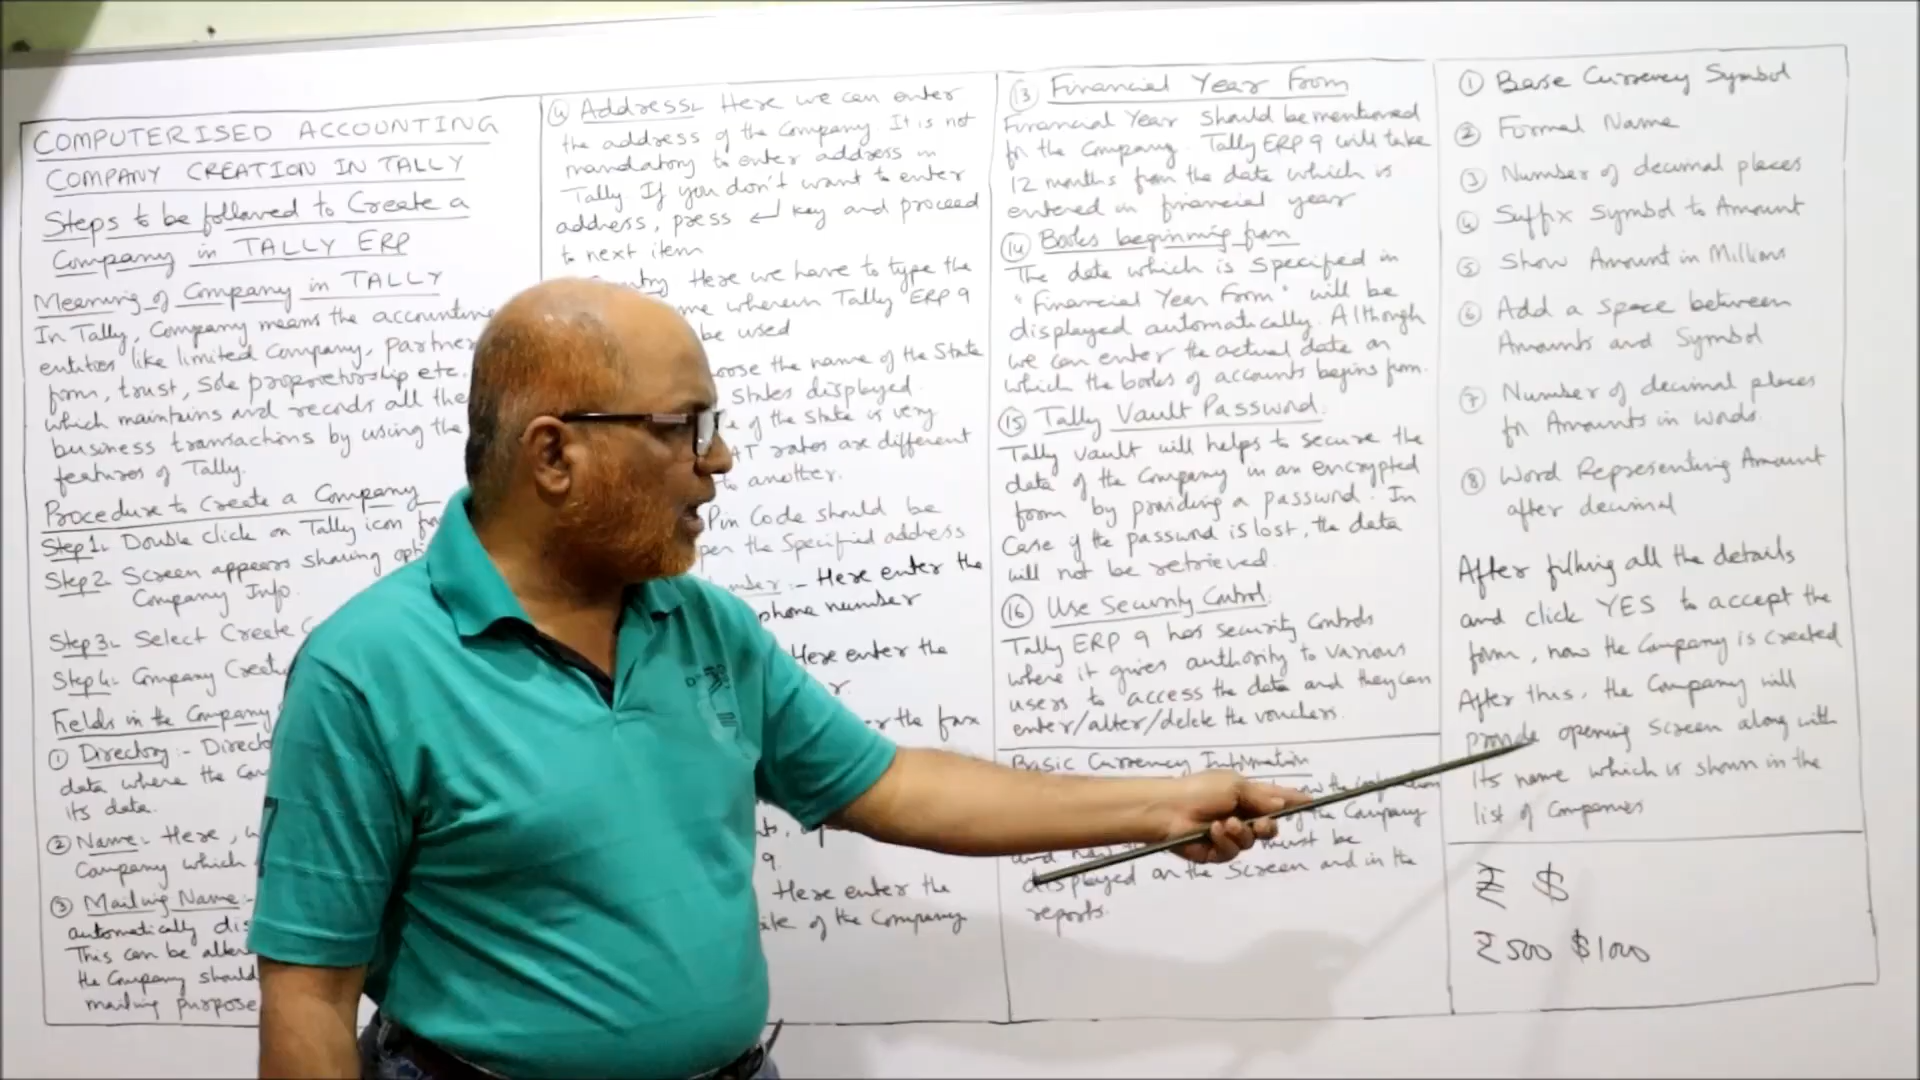 COMPUTERISED ACCOUNTING
COMPANY CREATION IN TALLY
Steps to be followed to Create a
Company in TALLY ERP
Meaning of Company in TALLY
In Tally, Company means the accounting
entities like limited Company, partner
form, trust, Sole proprietorship etc.
which maintains and records all the
business transactions by using the
features of Tally.
Procedure to Create a Company
Step 1:- Double click on Tally icon
Step 2:- Screen appears showing
Company Info.
Step 3:- Select Create
Step 4:- Company
Fields in the Company
① Directory:-
data where the
its data.
② Name:- Here,
Company which
③ Mailing Name:-
automatically
This can be
the Company should
mailing purpose
④ Address:- Here we can enter
the address of the Company. It is not
mandatory to enter address in
Tally If you don't want to enter
address, press ↵ key and proceed
to next item
Here we have to type the
wherein Tally ERP 9
be used
the name of the State
States displayed.
of the State is very
rates are different
to another.
Pin Code should be
per the Specified address
:- Here enter the
phone number
Here enter the
the fax
9.
Here enter the
of the Company
⑬ Financial Year From
Financial Year should be mentioned
for the Company. Tally ERP 9 will take
12 months from the date which is
entered in financial year
⑭ Books beginning from
The date which is specified in
"Financial Year Form" will be
displayed automatically. Although
we can enter the actual date on
which the books of accounts begins from.
⑮ Tally Vault Password.
Tally vault will helps to secure the
data of the Company in an encrypted
form by providing a password. In
Case if the password is lost, the data
will not be retrieved.
⑯ Use Security Control.
Tally ERP 9 has security Controls
where it gives authority to various
users to access the data and they can
enter/alter/delete the vouchers.
Basic Currency Information
the information
of the Company
must be
displayed on the Screen and in the
reports.
① Base Currency Symbol
② Formal Name
③ Number of decimal places
④ Suffix Symbol to Amount
⑤ Show Amount in Millions
⑥ Add a space between
Amounts and Symbol
⑦ Number of decimal places
for Amounts in words.
⑧ Word Representing Amount
after decimal
After filling all the details
and click YES to accept the
form, now the Company is created
After this, the Company will
provide opening Screen along with
Its name which is shown in the
list of Companies
₹ $
₹500 $1000